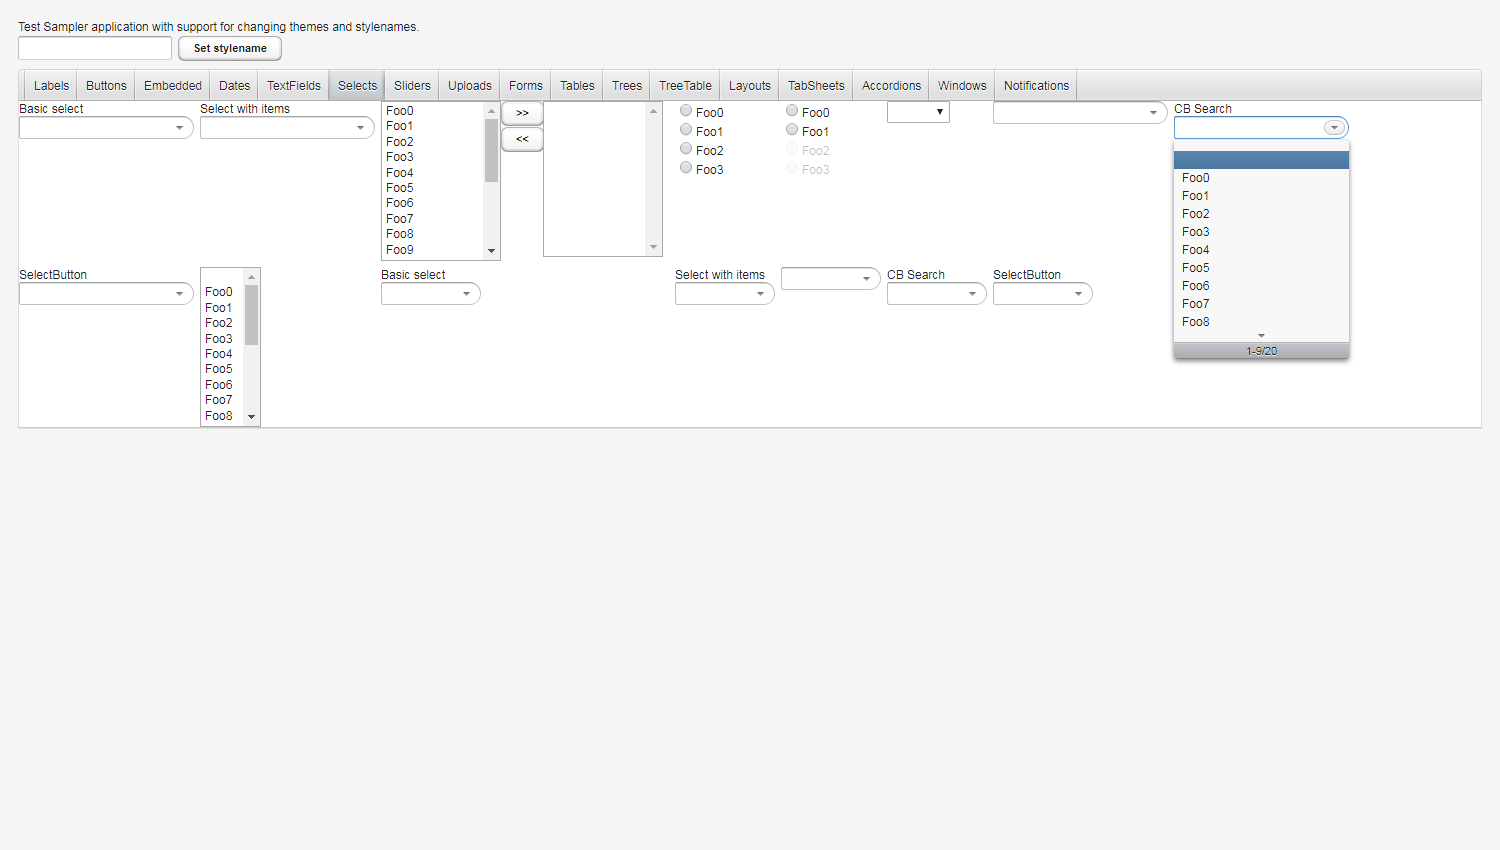 Test Sampler application with support for changing themes and stylenames.
Set stylename
Labels Buttons Embedded Dates TextFields Selects Sliders Uploads Forms Tables Trees TreeTable Layouts TabSheets Accordions Windows Notifications
Basic select
Select with items
Foo0
Foo1
Foo2
Foo3
Foo4
Foo5
Foo6
Foo7
Foo8
Foo9
>>
<<
Foo0
Foo1
Foo2
Foo3
Foo0
Foo1
Foo2
Foo3
CB Search
Foo0
Foo1
Foo2
Foo3
Foo4
Foo5
Foo6
Foo7
Foo8
1-9/20
SelectButton
Foo0
Foo1
Foo2
Foo3
Foo4
Foo5
Foo6
Foo7
Foo8
Basic select
Select with items
CB Search
SelectButton